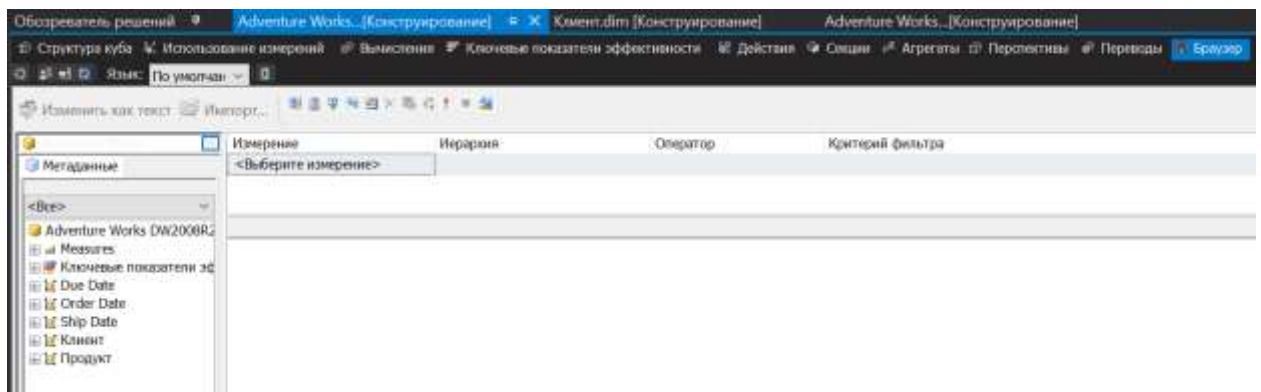 Обозреватель решений Adventure Works...[Конструирование] Клиент.dim [Конструирование] Adventure Works...[Конструирование]
Структура куба Использование измерений Вычисления Ключевые показатели эффективности Действия Секции Агрегаты Перспективы Переводы Браузер
Язык: По умолчан
Изменить как текст Импорт...
Измерение Иерархия Оператор Критерий фильтра
Метаданные <Выберите измерение>
<Все>
Adventure Works DW2008R2
Measures
Ключевые показатели эф
Due Date
Order Date
Ship Date
Клиент
Продукт